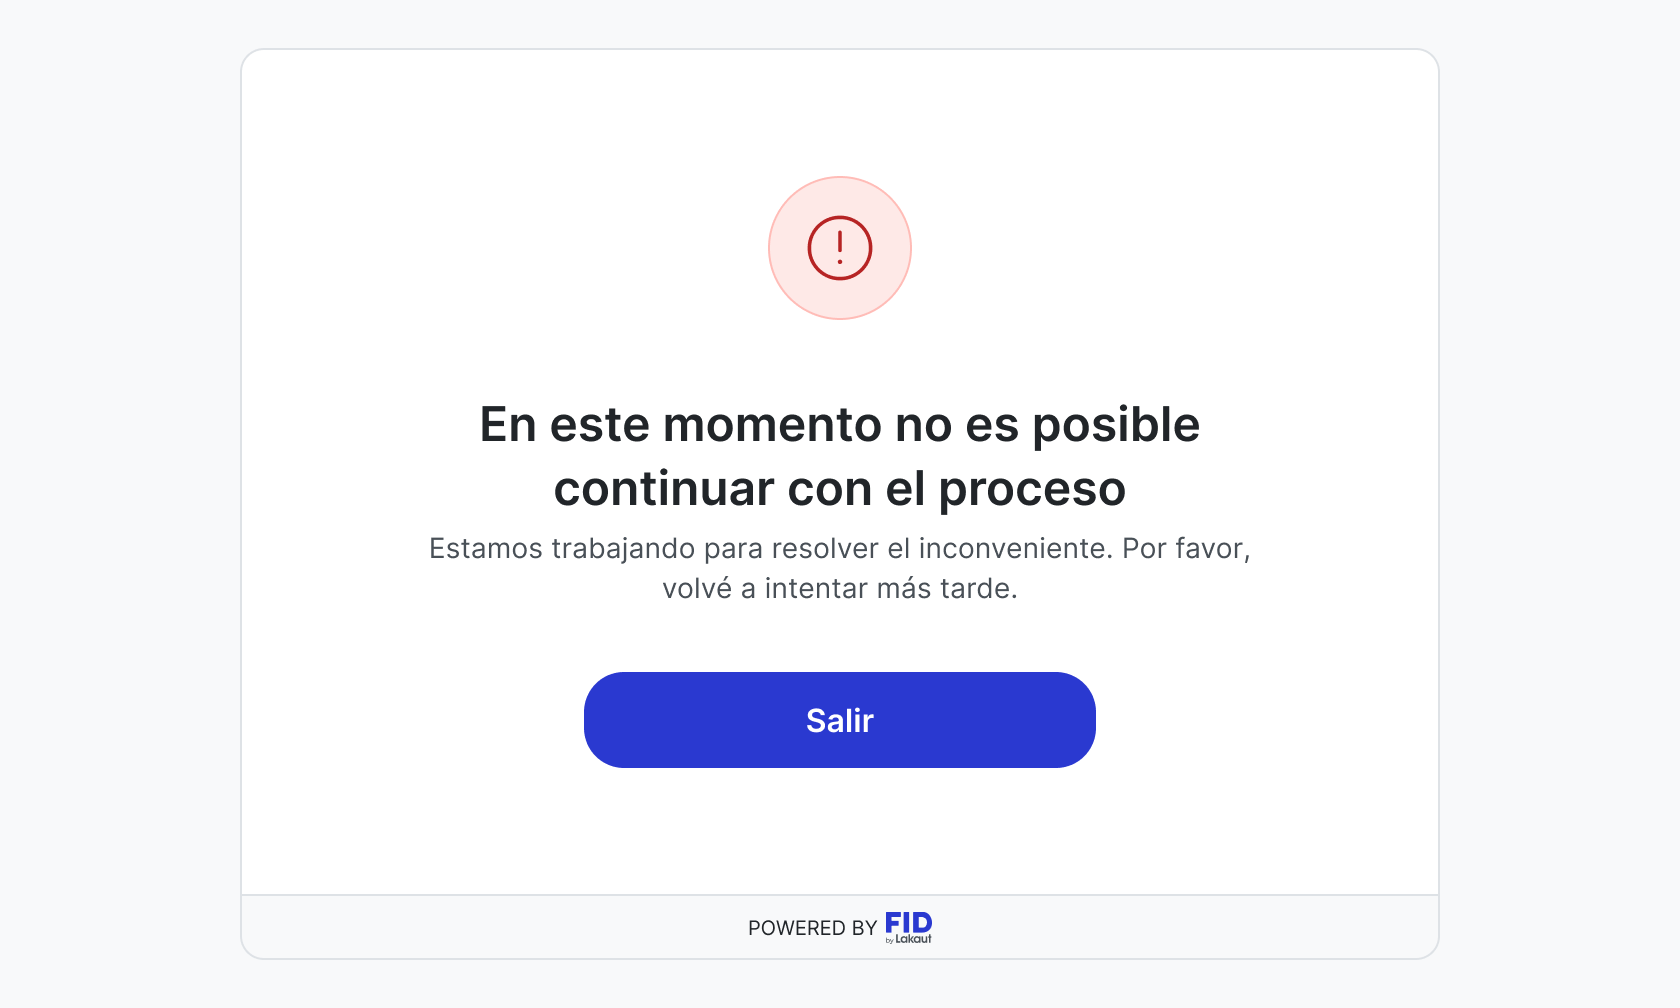 En este momento no es posible
continuar con el proceso
Estamos trabajando para resolver el inconveniente. Por favor,
volvé a intentar más tarde.
Salir
POWERED BY FID
by Lakaut